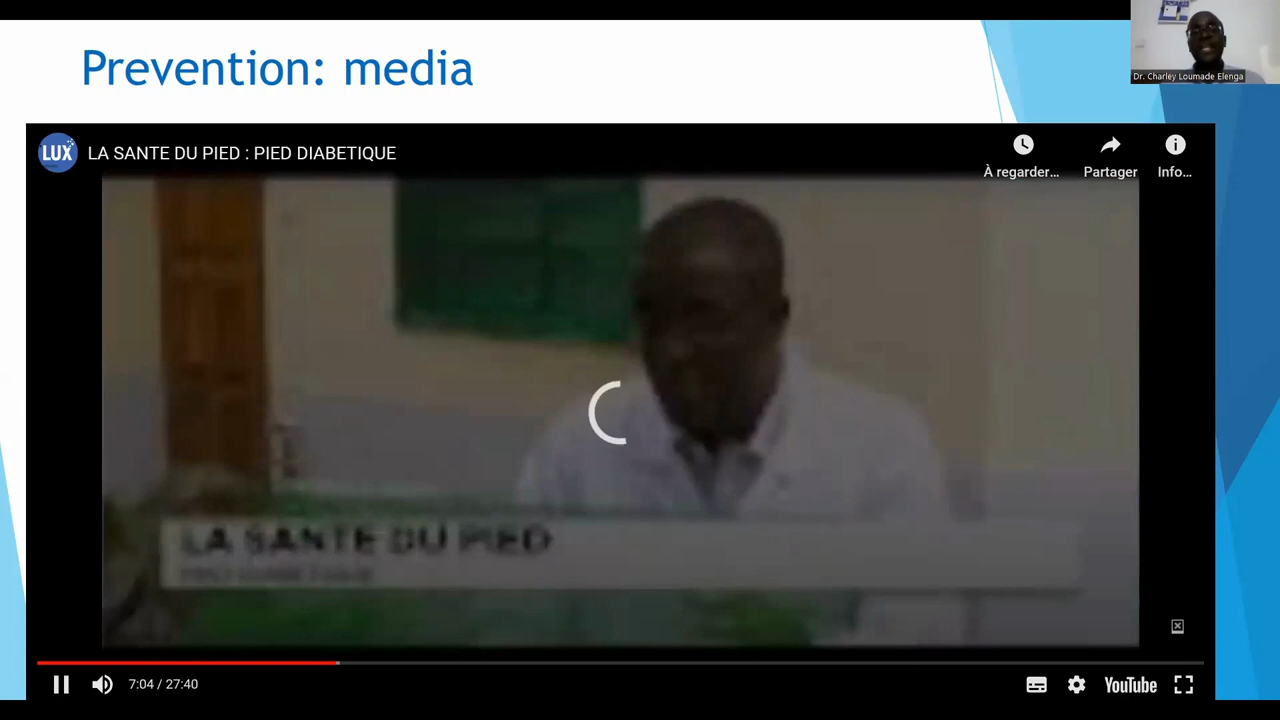 Prevention: media
Dr. Charley Loumade Elenga
LUX
LA SANTE DU PIED : PIED DIABETIQUE
À regarder...
Partager
Info...
LA SANTE DU PIED
7:04 / 27:40
YouTube